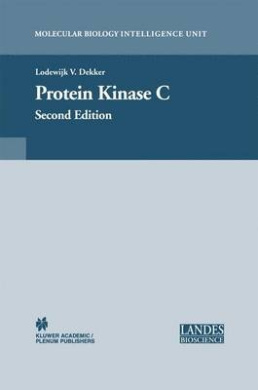 MOLECULAR BIOLOGY INTELLIGENCE UNIT
Lodewijk V. Dekker
Protein Kinase C
Second Edition
KLUWER ACADEMIC /
PLENUM PUBLISHERS
LANDES
BIOSCIENCE